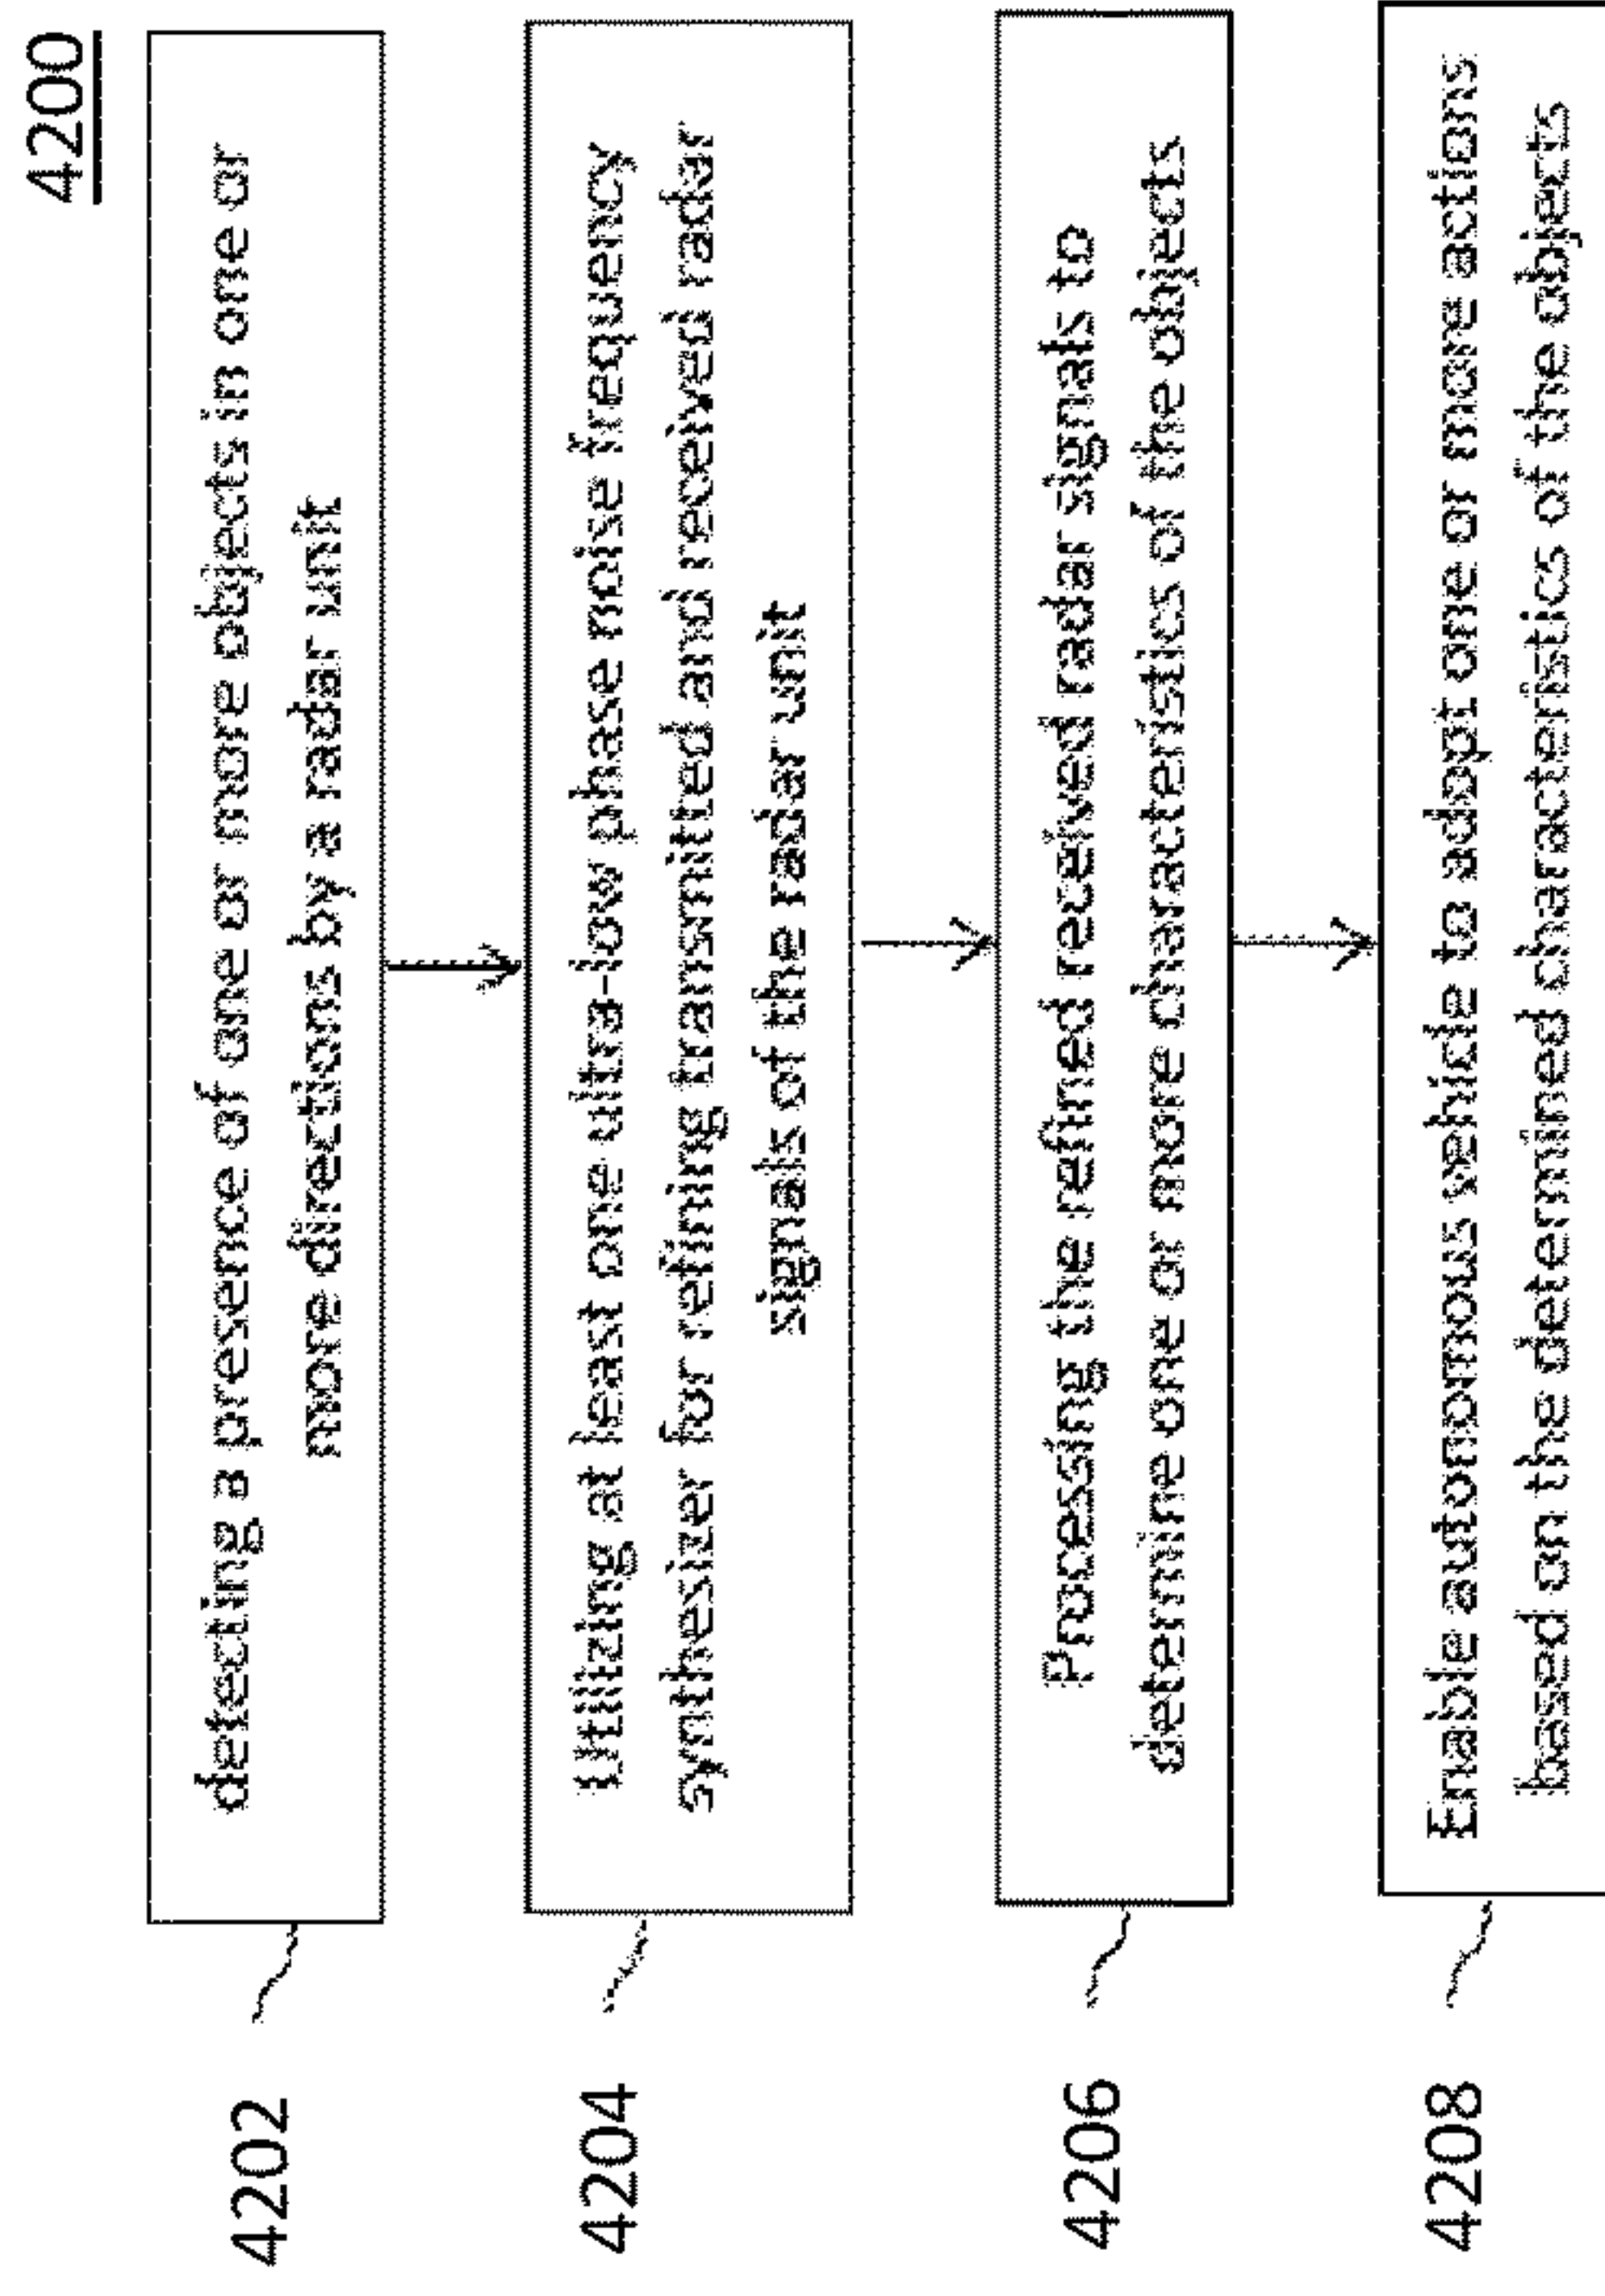 4200
defecting a presence of one or more objects in one or
more directions by a radar unit
4202
Utilizing at least one ultra-low phase noise frequency
synthesizer for refining transmitted and received radar
signals of the radar unit
4204
Processing the refined received radar signals to
determine one or more characteristics of the objects
4206
Enable autonomous vehicle to adopt one or more actions
based on the determined characteristics of the objects
4208